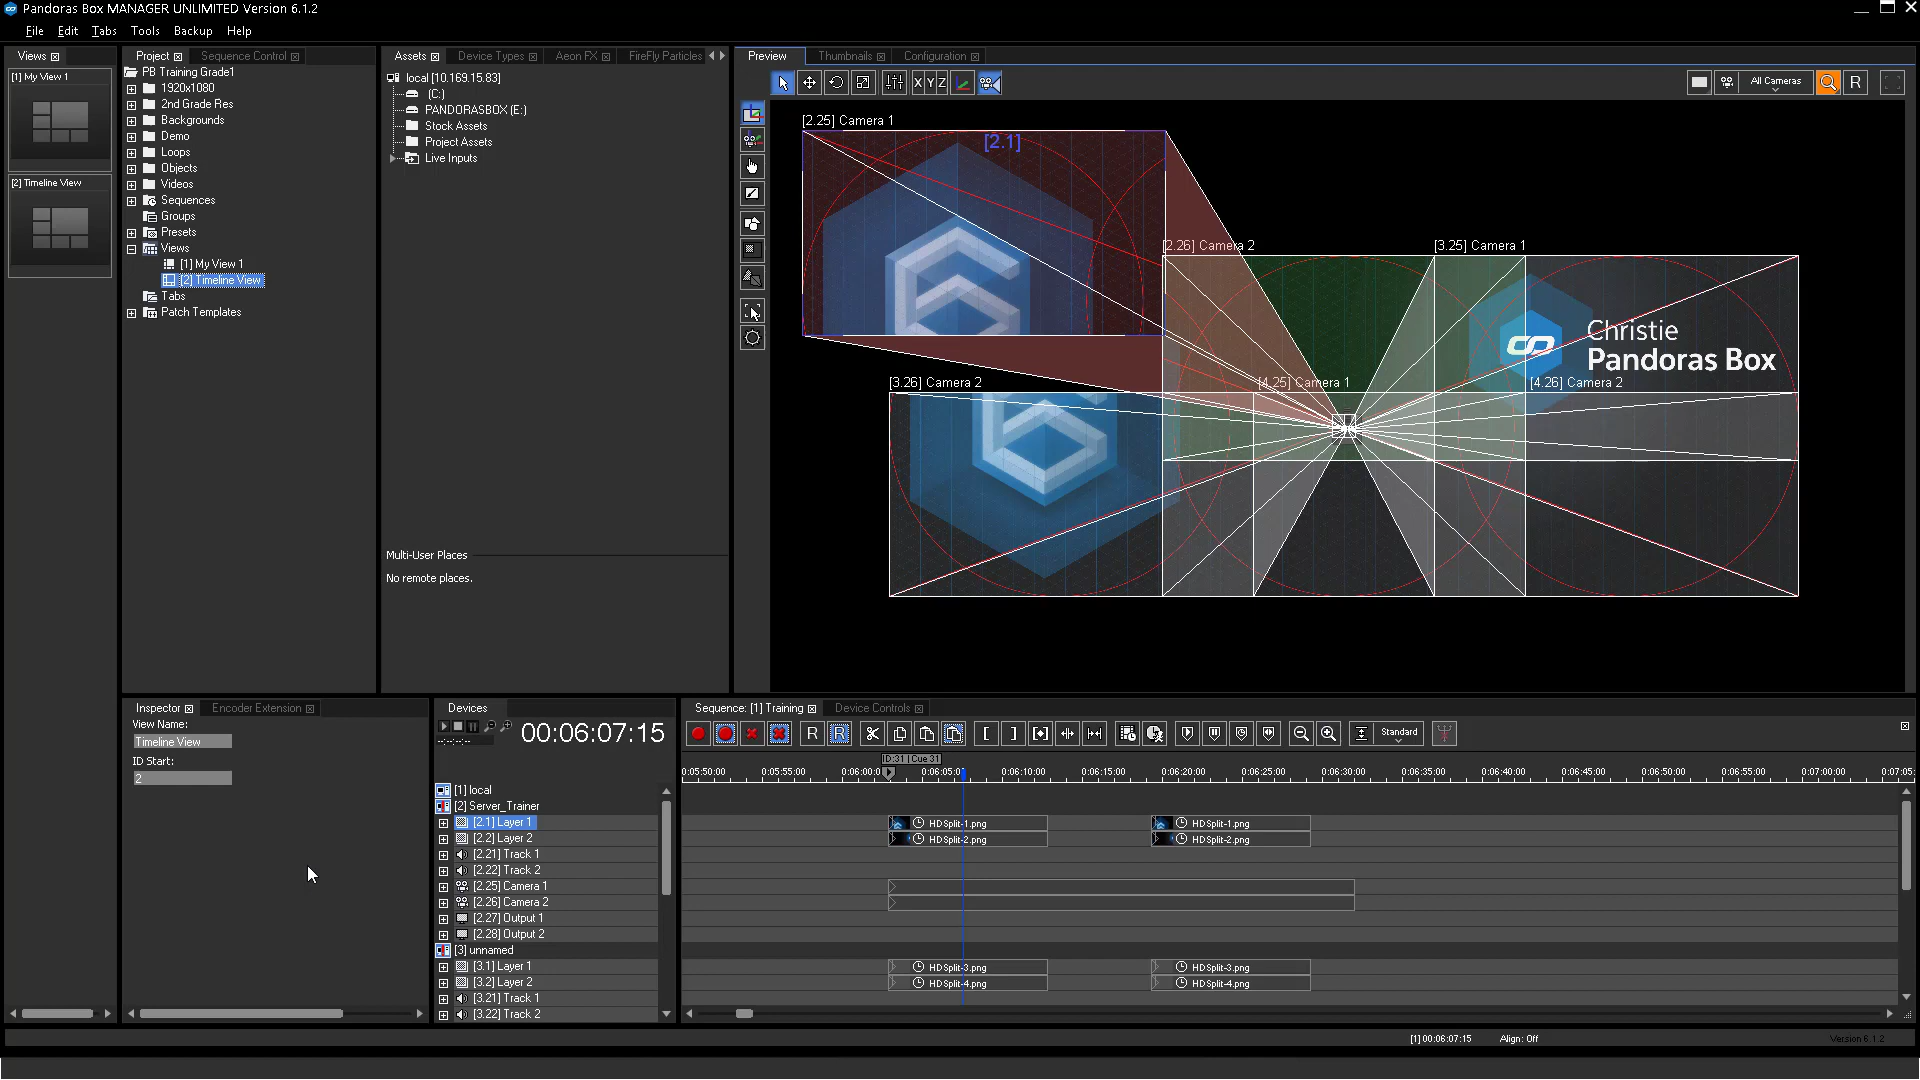 Pandoras Box MANAGER UNLIMITED Version 6.1.2
File Edit Tabs Tools Backup Help
Views
[1] My View 1
[2] Timeline View
Project Sequence Control
PB Training Grade1
1920x1080
2nd Grade Res
Backgrounds
Demo
Loops
Objects
Videos
Sequences
Groups
Presets
Views
[1] My View 1
[2] Timeline View
Tabs
Patch Templates
Assets Device Types Aeon FX FireFly Particles
local [10.169.15.83]
(C:)
PANDORASBOX (E:)
Stock Assets
Project Assets
Live Inputs
Multi-User Places
No remote places.
Preview Thumbnails Configuration
X Y Z
All Cameras
R
[2.25] Camera 1
[2.1]
[2.26] Camera 2
[3.25] Camera 1
Christie
Pandoras Box
[3.26] Camera 2
[4.25] Camera 1
[4.26] Camera 2
Inspector Encoder Extension
View Name:
Timeline View
ID Start:
2
Devices
00:06:07:15
--:--:--:--
[1] local
[2] Server_Trainer
[2.1] Layer 1
[2.2] Layer 2
[2.21] Track 1
[2.22] Track 2
[2.25] Camera 1
[2.26] Camera 2
[2.27] Output 1
[2.28] Output 2
[3] unnamed
[3.1] Layer 1
[3.2] Layer 2
[3.21] Track 1
[3.22] Track 2
Sequence: [1] Training Device Controls
R R
Standard
ID:31 | Cue 31
0:05:50:00 0:05:55:00 0:06:00:0 0:06:05:0 0:06:10:00 0:06:15:00 0:06:20:00 0:06:25:00 0:06:30:00 0:06:35:00 0:06:40:00 0:06:45:00 0:06:50:00 0:06:55:00 0:07:00:00 0:07:05:
HDSplit-1.png HDSplit-1.png
HDSplit-2.png HDSplit-2.png
HDSplit-3.png HDSplit-3.png
HDSplit-4.png HDSplit-4.png
[1] 00:06:07:15 Align: Off Version 6.1.2